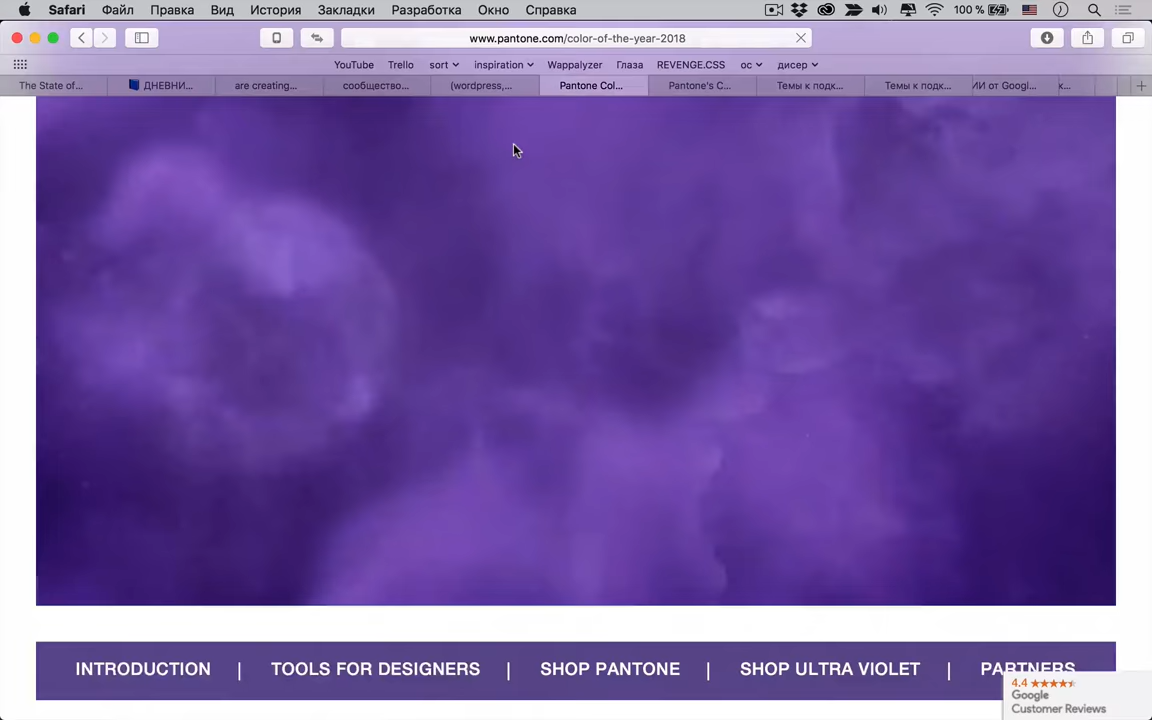 Safari Файл Правка Вид История Закладки Разработка Окно Справка 100 %
www.pantone.com/color-of-the-year-2018
YouTube Trello sort inspiration Wappalyzer Глаза REVENGE.CSS ос дисер
The State of... ДНЕВНИ... are creating... сообщество... (wordpress,... Pantone Col... Pantone's C... Темы к подк... Темы к подк... ИИ от Googl... к...
INTRODUCTION | TOOLS FOR DESIGNERS | SHOP PANTONE | SHOP ULTRA VIOLET | PARTNERS
4.4
Google
Customer Reviews